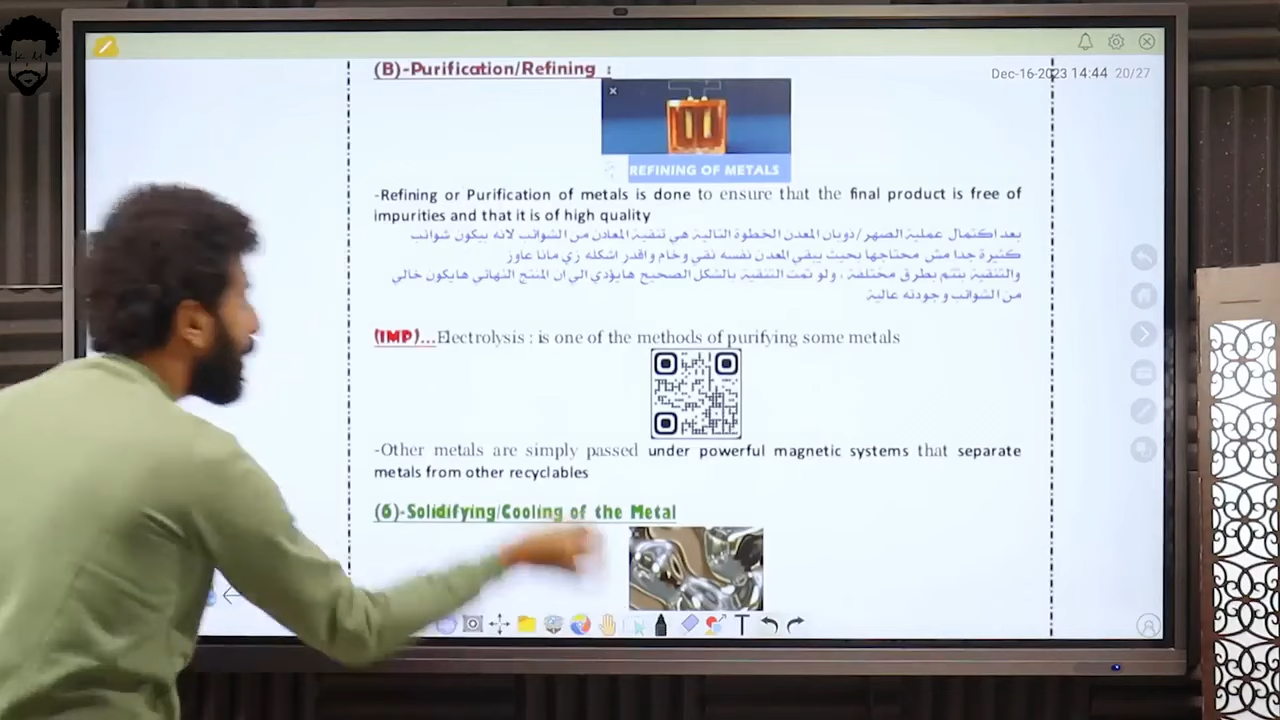 (B)-Purification/Refining :
Dec-16-2023 14:44 20/27
REFINING OF METALS
-Refining or Purification of metals is done to ensure that the final product is free of
impurities and that it is of high quality
بعد اكتمال عملية الصهر/دوبان المعدن الخطوة التالية هي تنقية المعادن من الشوائب لانه بيكون شوائب
كتيرة جدا مش محتاجها بحيث يبقي المعدن نفسه نقي وخام واقدر اشكله زي مانا عاوز
والتنقية بتتم بطرق مختلفة ، ولو تمت التنقية بالشكل الصحيح هايؤدي الي ان المنتج النهائي هايكون خالي
من الشوائب وجودته عالية
(IMP)...Electrolysis : is one of the methods of purifying some metals
-Other metals are simply passed under powerful magnetic systems that separate
metals from other recyclables
(6)-Solidifying/Cooling of the Metal